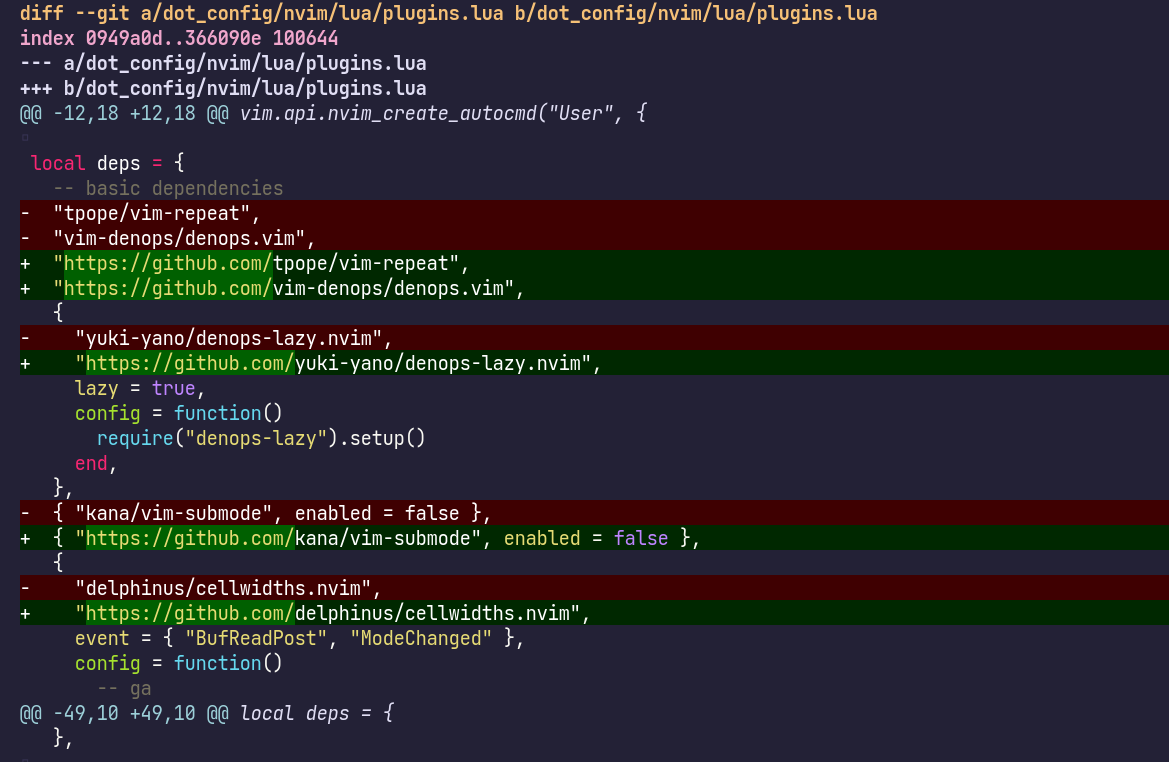 diff --git a/dot_config/nvim/lua/plugins.lua b/dot_config/nvim/lua/plugins.lua
index 0949a0d..366090e 100644
--- a/dot_config/nvim/lua/plugins.lua
+++ b/dot_config/nvim/lua/plugins.lua
@@ -12,18 +12,18 @@ vim.api.nvim_create_autocmd("User", {
 local deps = {
   -- basic dependencies
-  "tpope/vim-repeat",
-  "vim-denops/denops.vim",
+  "https://github.com/tpope/vim-repeat",
+  "https://github.com/vim-denops/denops.vim",
   {
-    "yuki-yano/denops-lazy.nvim",
+    "https://github.com/yuki-yano/denops-lazy.nvim",
     lazy = true,
     config = function()
       require("denops-lazy").setup()
     end,
   },
-  { "kana/vim-submode", enabled = false },
+  { "https://github.com/kana/vim-submode", enabled = false },
   {
-    "delphinus/cellwidths.nvim",
+    "https://github.com/delphinus/cellwidths.nvim",
     event = { "BufReadPost", "ModeChanged" },
     config = function()
       -- ga
@@ -49,10 +49,10 @@ local deps = {
   },